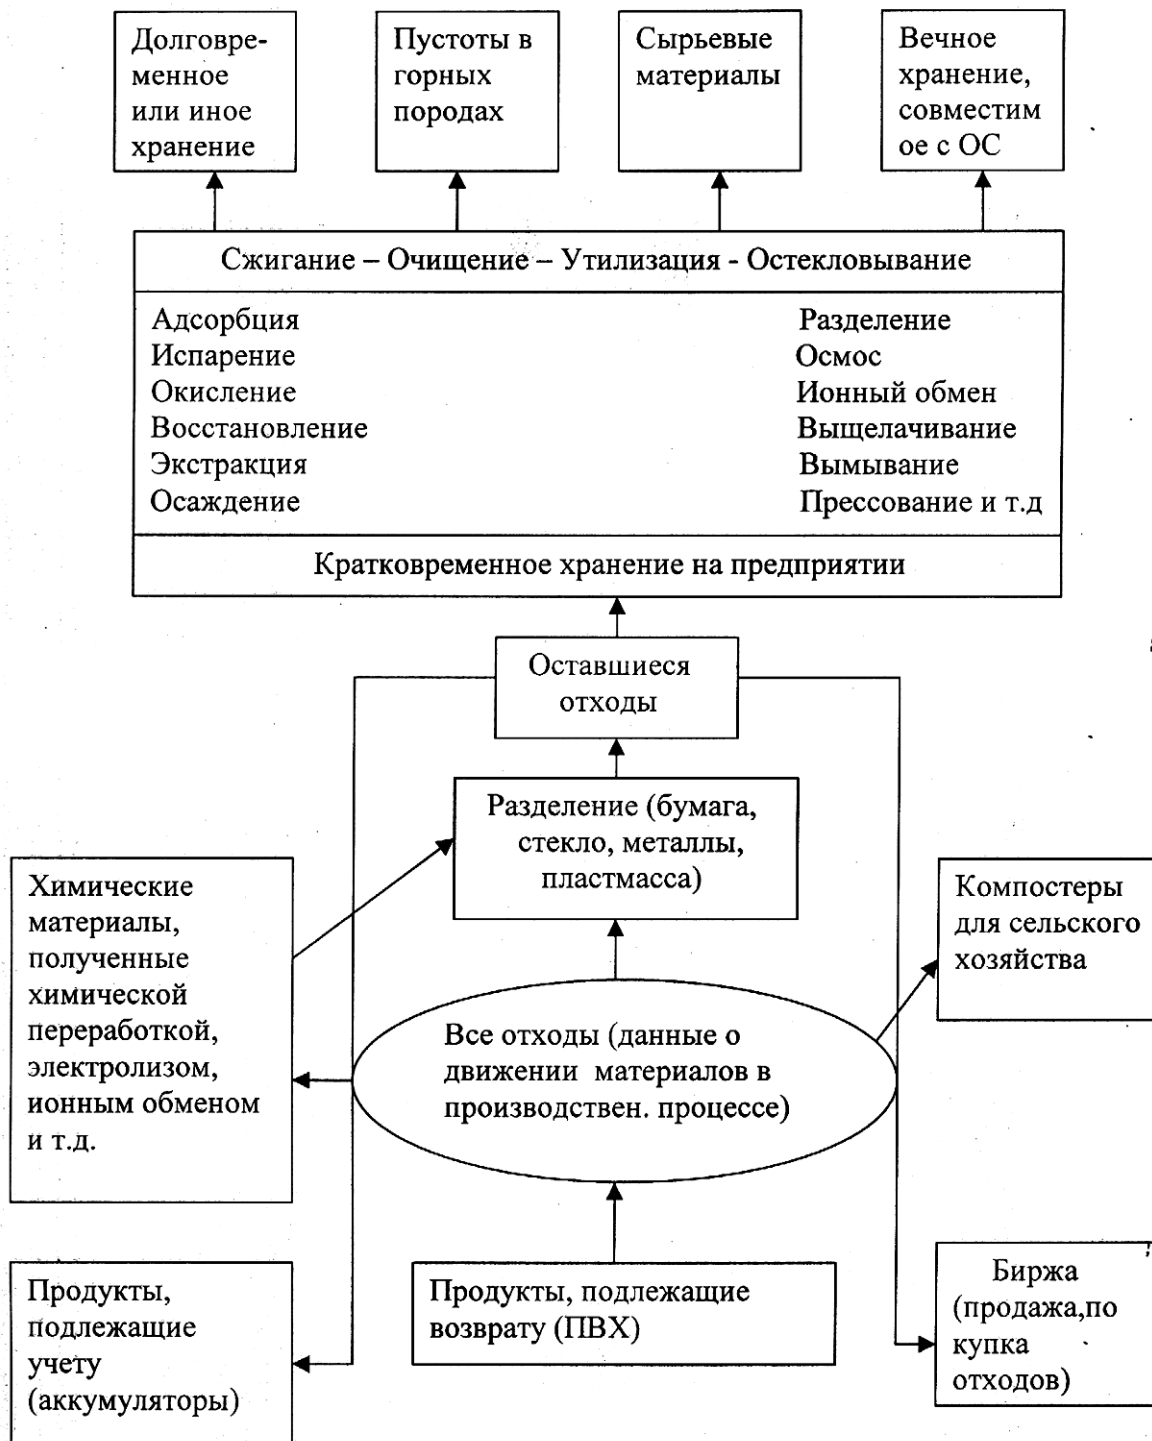 Долговре-
менное
или иное
хранение
Пустоты в
горных
породах
Сырьевые
материалы
Вечное
хранение,
совместим
ое с ОС
Сжигание – Очищение – Утилизация - Остекловывание
Адсорбция
Испарение
Окисление
Восстановление
Экстракция
Осаждение
Разделение
Осмос
Ионный обмен
Выщелачивание
Вымывание
Прессование и т.д
Кратковременное хранение на предприятии
Оставшиеся
отходы
Разделение (бумага,
стекло, металлы,
пластмасса)
Химические
материалы,
полученные
химической
переработкой,
электролизом,
ионным обменом
и т.д.
Компостеры
для сельского
хозяйства
Все отходы (данные о
движении материалов в
производствен. процессе)
Продукты,
подлежащие
учету
(аккумуляторы)
Продукты, подлежащие
возврату (ПВХ)
Биржа
(продажа,по
купка
отходов)